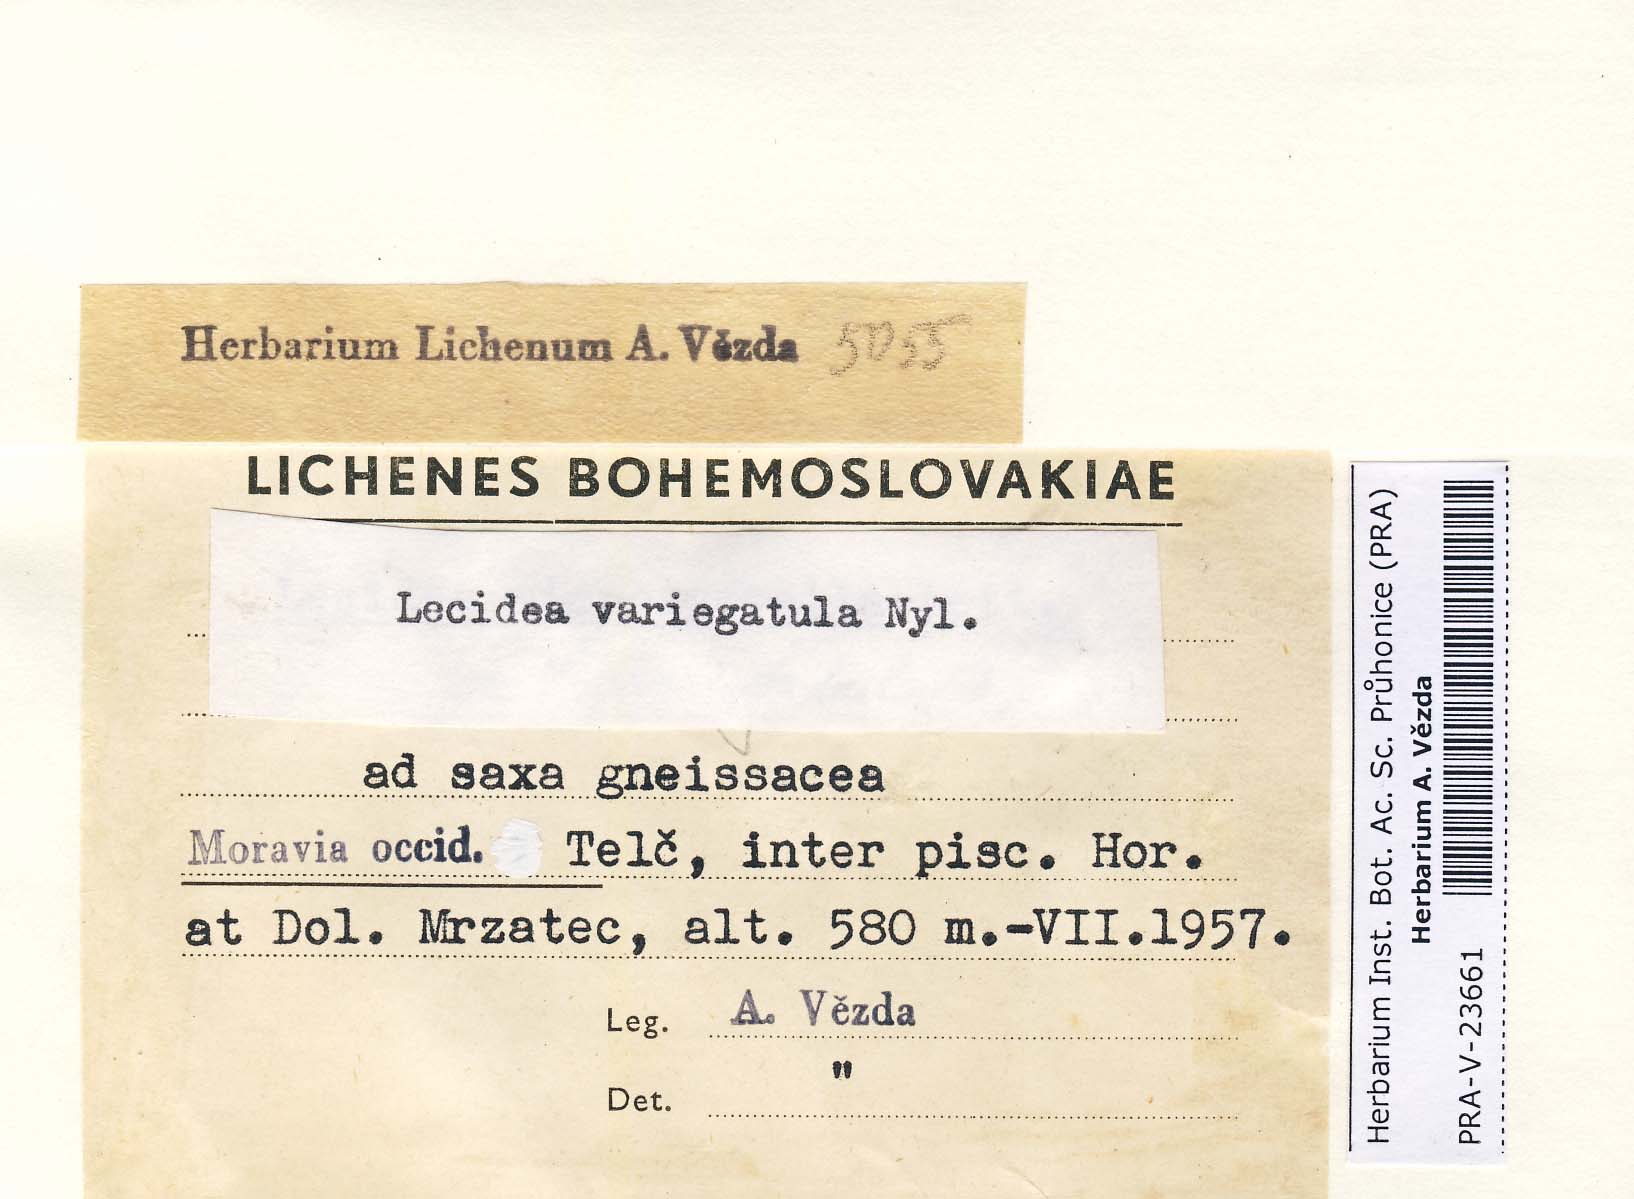 Herbarium Lichenum A. Vězda
LICHENES BOHEMOSLOVAKIAE
Lecidea variegatula Nyl.
ad saxa gneissacea
Moravia occid. Telč, inter pisc. Hor.
at Dol. Mrzatec, alt. 580 m.-VII.1957.
Leg. A. Vězda
Det. "
Herbarium Inst. Bot. Ac. Sc. Průhonice (PRA)
Herbarium A. Vězda
PRA-V-23661